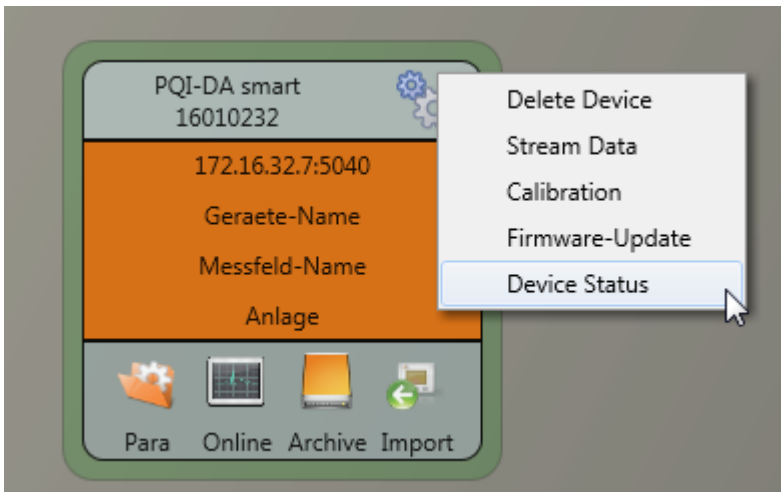 PQI-DA smart
16010232
172.16.32.7:5040
Geraete-Name
Messfeld-Name
Anlage
Para Online Archive Import
Delete Device
Stream Data
Calibration
Firmware-Update
Device Status